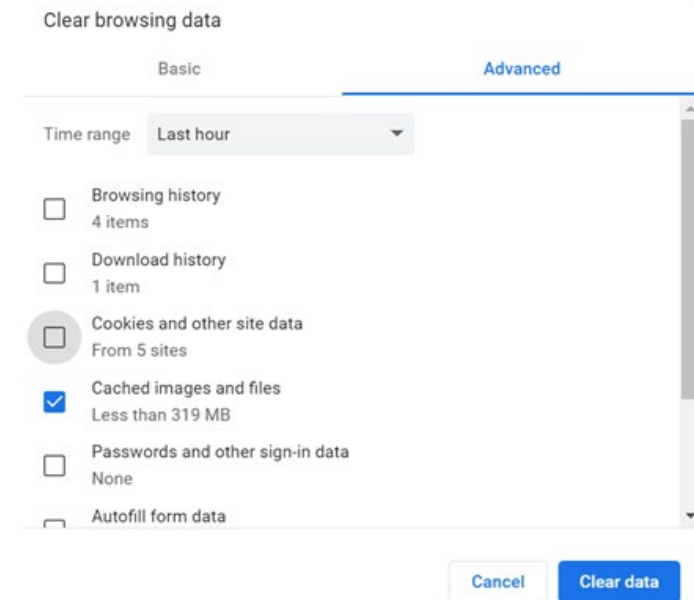 Clear browsing data
Basic Advanced
Time range Last hour
Browsing history
4 items
Download history
1 item
Cookies and other site data
From 5 sites
Cached images and files
Less than 319 MB
Passwords and other sign-in data
None
Autofill form data
Cancel Clear data